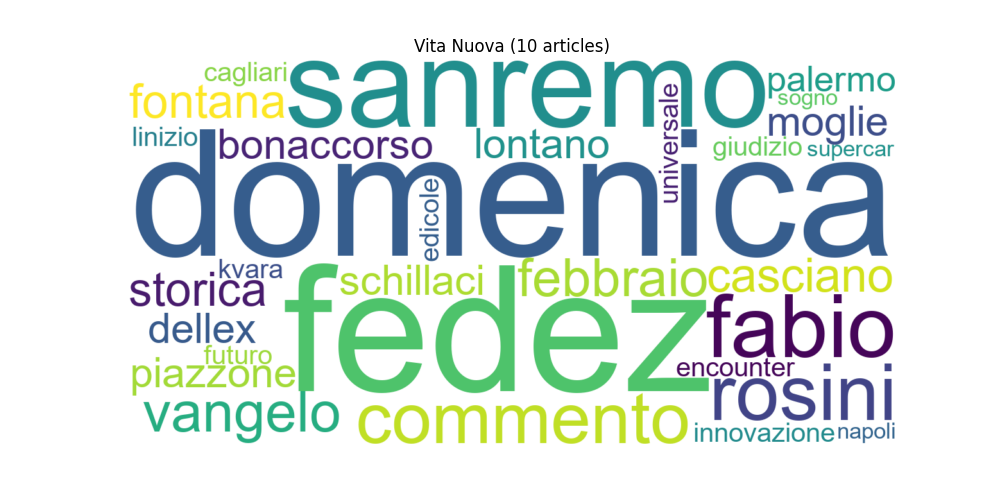 Vita Nuova (10 articles)
cagliari
sanremo
palermo
fontana
sogno
universale
moglie
linizio
bonaccorso
lontano
giudizio
supercar
domenica
edicole
kvara
schillaci
febbraio
casciano
storica
fedez
fabio
dellex
futuro
piazzone
encounter
rosini
vangelo
commento
innovazione
napoli